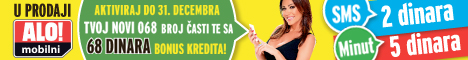 U PRODAJI
ALO!
mobilni
AKTIVIRAJ DO 31. DECEMBRA
TVOJ NOVI 068 BROJ ČASTI TE SA
68 DINARA BONUS KREDITA!
SMS 2 dinara
Minut 5 dinara